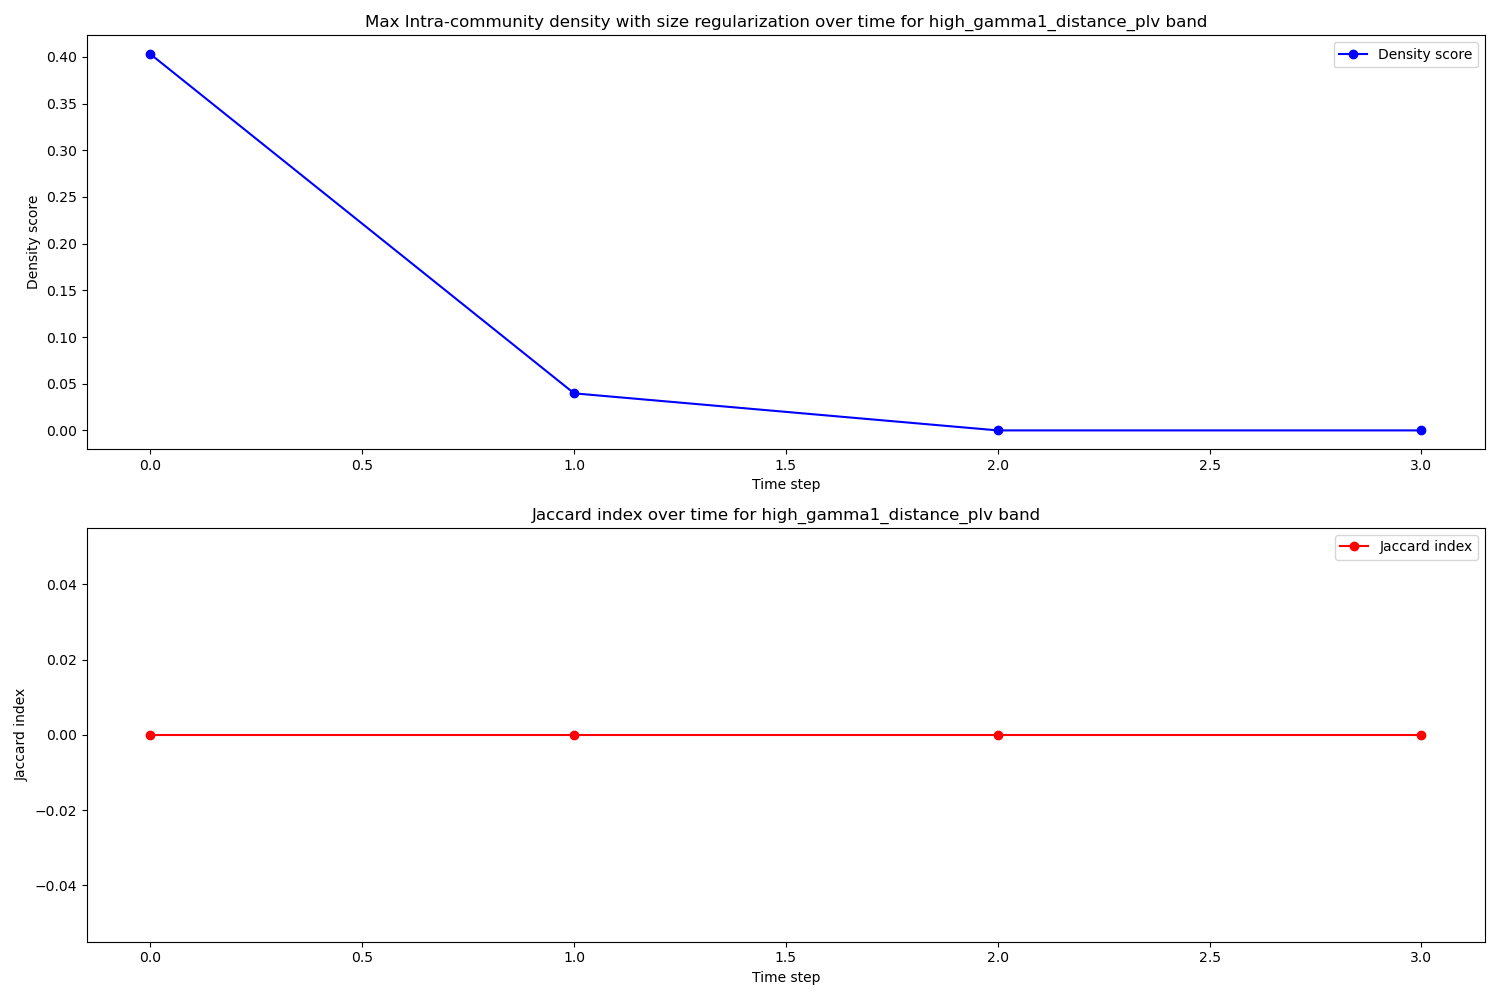 Max Intra-community density with size regularization over time for high_gamma1_distance_plv band
Density score
0.40
0.35
0.30
0.25
0.20
0.15
0.10
0.05
0.00
Density score
0.0 0.5 1.0 1.5 2.0 2.5 3.0
Time step
Jaccard index over time for high_gamma1_distance_plv band
Jaccard index
0.04
0.02
0.00
−0.02
−0.04
Jaccard index
0.0 0.5 1.0 1.5 2.0 2.5 3.0
Time step